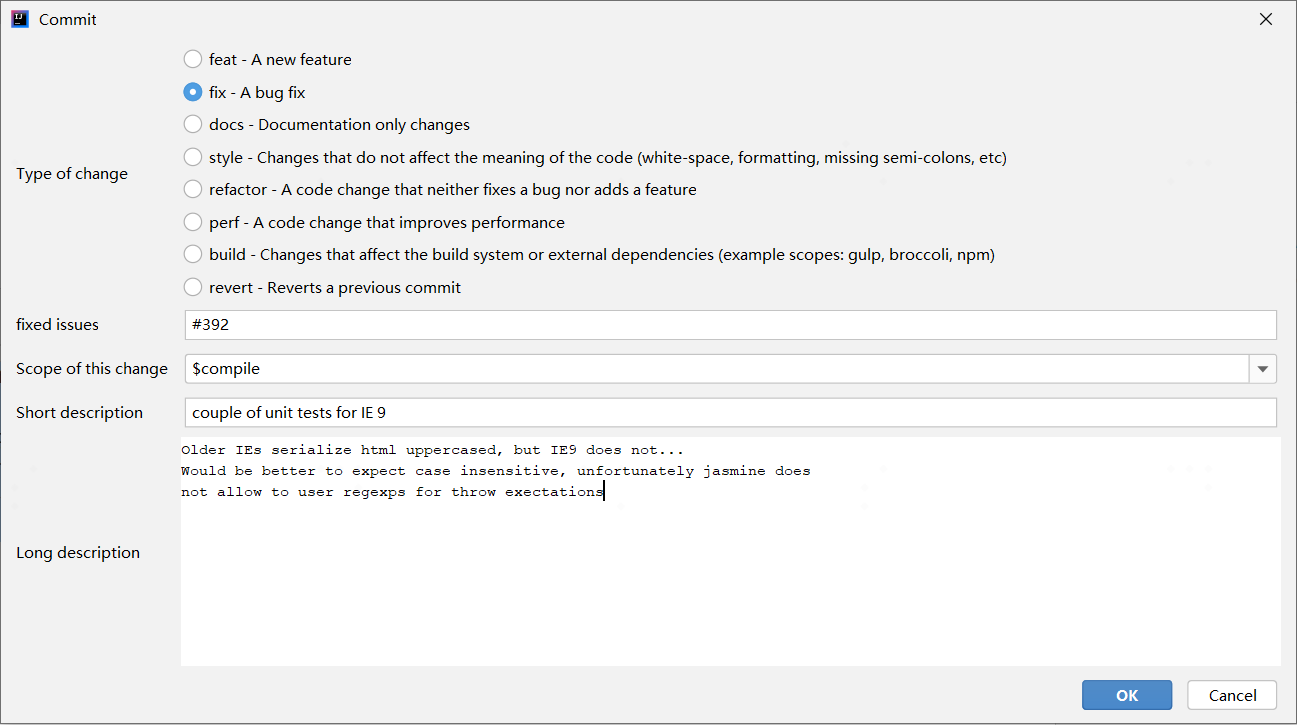 Commit
feat - A new feature
fix - A bug fix
docs - Documentation only changes
style - Changes that do not affect the meaning of the code (white-space, formatting, missing semi-colons, etc)
Type of change
refactor - A code change that neither fixes a bug nor adds a feature
perf - A code change that improves performance
build - Changes that affect the build system or external dependencies (example scopes: gulp, broccoli, npm)
revert - Reverts a previous commit
fixed issues #392
Scope of this change $compile
Short description couple of unit tests for IE 9
Older IEs serialize html uppercased, but IE9 does not...
Would be better to expect case insensitive, unfortunately jasmine does
not allow to user regexps for throw exectations
Long description
OK Cancel